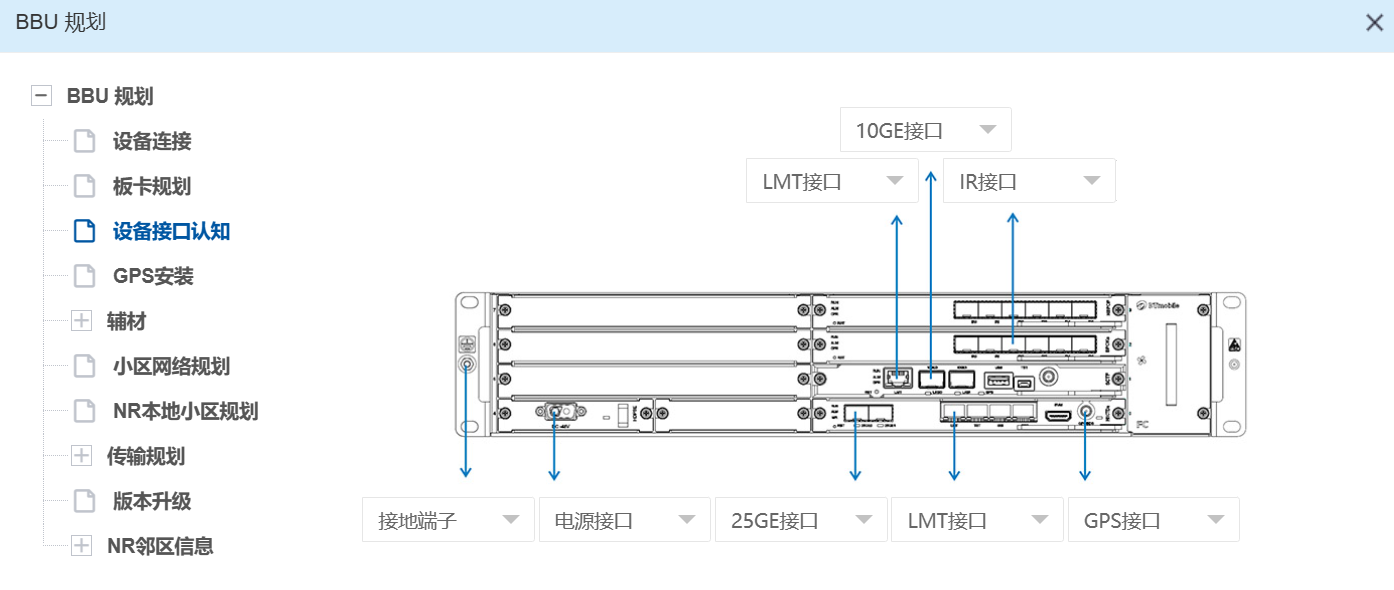 BBU 规划
BBU 规划
设备连接
板卡规划
设备接口认知
GPS安装
辅材
小区网络规划
NR本地小区规划
传输规划
版本升级
NR邻区信息
10GE接口
LMT接口
IR接口
接地端子
电源接口
25GE接口
LMT接口
GPS接口